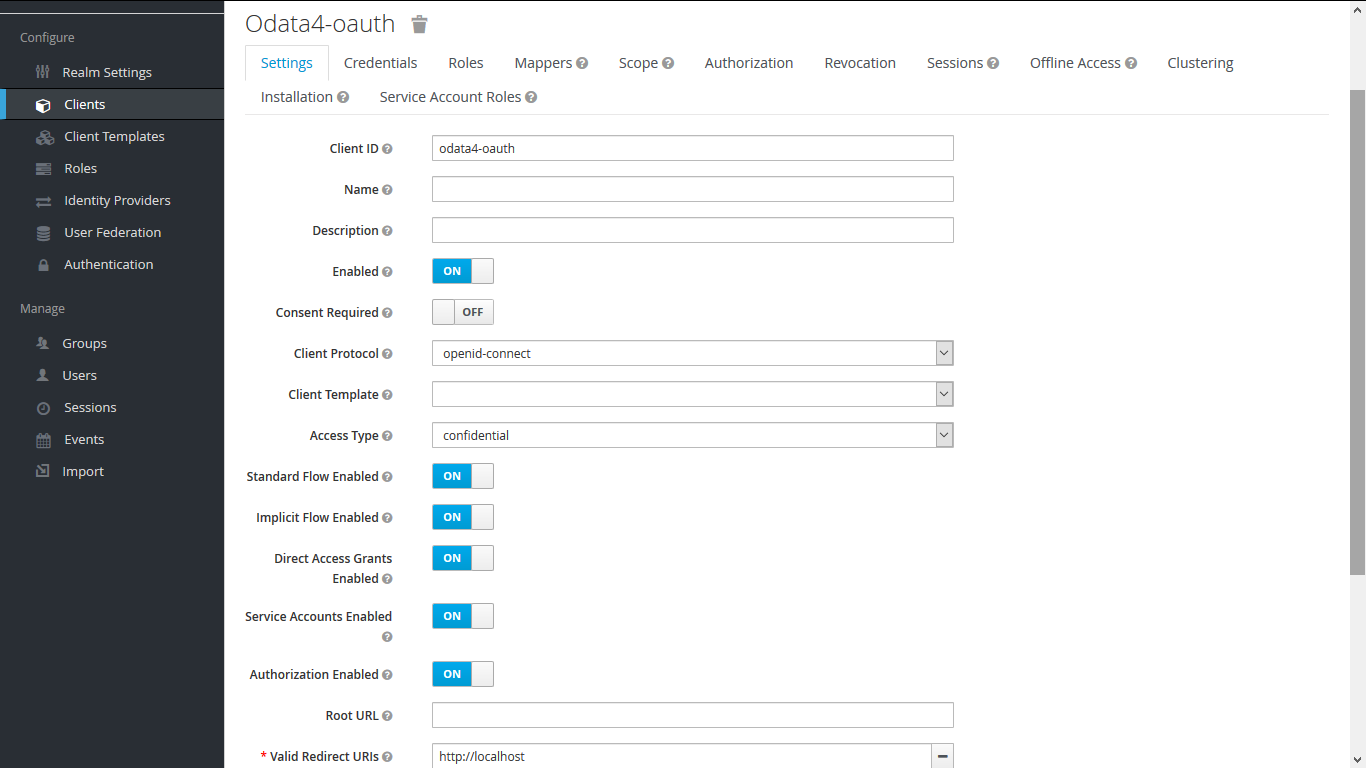 Odata4-oauth
Configure
Realm Settings
Clients
Client Templates
Roles
Identity Providers
User Federation
Authentication
Manage
Groups
Users
Sessions
Events
Import
Settings Credentials Roles Mappers Scope Authorization Revocation Sessions Offline Access Clustering
Installation Service Account Roles
Client ID odata4-oauth
Name
Description
Enabled ON
Consent Required OFF
Client Protocol openid-connect
Client Template
Access Type confidential
Standard Flow Enabled ON
Implicit Flow Enabled ON
Direct Access Grants
Enabled ON
Service Accounts Enabled ON
Authorization Enabled ON
Root URL
* Valid Redirect URIs http://localhost